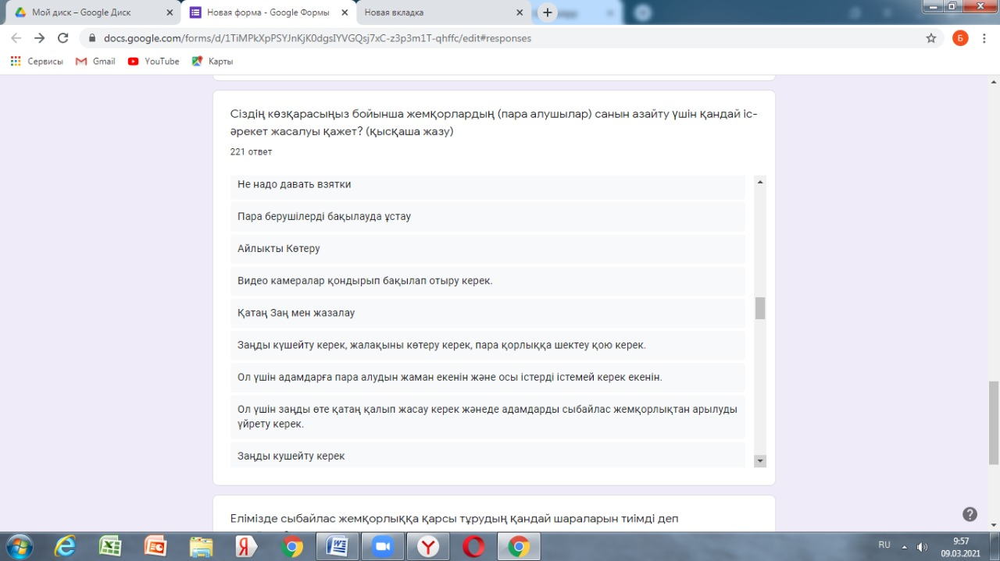 Мой диск – Google Диск
Новая форма - Google Формы
Новая вкладка
docs.google.com/forms/d/1TiMPkXpPSYJnKjK0dgsIYVGQsj7xC-z3p3m1T-qhffc/edit#responses
Б
Сервисы
Gmail
YouTube
Карты
Сіздің көзқарасыңыз бойынша жемқорлардың (пара алушылар) санын азайту үшін қандай іс-
әрекет жасалуы қажет? (қысқаша жазу)
221 ответ
Не надо давать взятки
Пара берушілерді бақылауда ұстау
Айлыкты Көтеру
Видео камералар қондырып бақылап отыру керек.
Қатаң Заң мен жазалау
Заңды күшейту керек, жалақыны көтеру керек, пара қорлыққа шектеу қою керек.
Ол үшін адамдарға пара алудын жаман екенін және осы істерді істемей керек екенін.
Ол үшін заңды өте қатаң қалып жасау керек жәнеде адамдарды сыбайлас жемқорлықтан арылуды
үйрету керек.
Заңды кушейту керек
Елімізде сыбайлас жемқорлыққа қарсы тұрудың қандай шараларын тиімді деп
RU
9:57
09.03.2021